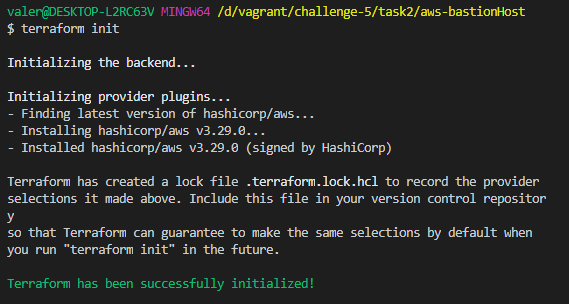 valer@DESKTOP-L2RC63V MINGW64 /d/vagrant/challenge-5/task2/aws-bastionHost
$ terraform init
Initializing the backend...
Initializing provider plugins...
- Finding latest version of hashicorp/aws...
- Installing hashicorp/aws v3.29.0...
- Installed hashicorp/aws v3.29.0 (signed by HashiCorp)
Terraform has created a lock file .terraform.lock.hcl to record the provider
selections it made above. Include this file in your version control repositor
y
so that Terraform can guarantee to make the same selections by default when
you run "terraform init" in the future.
Terraform has been successfully initialized!